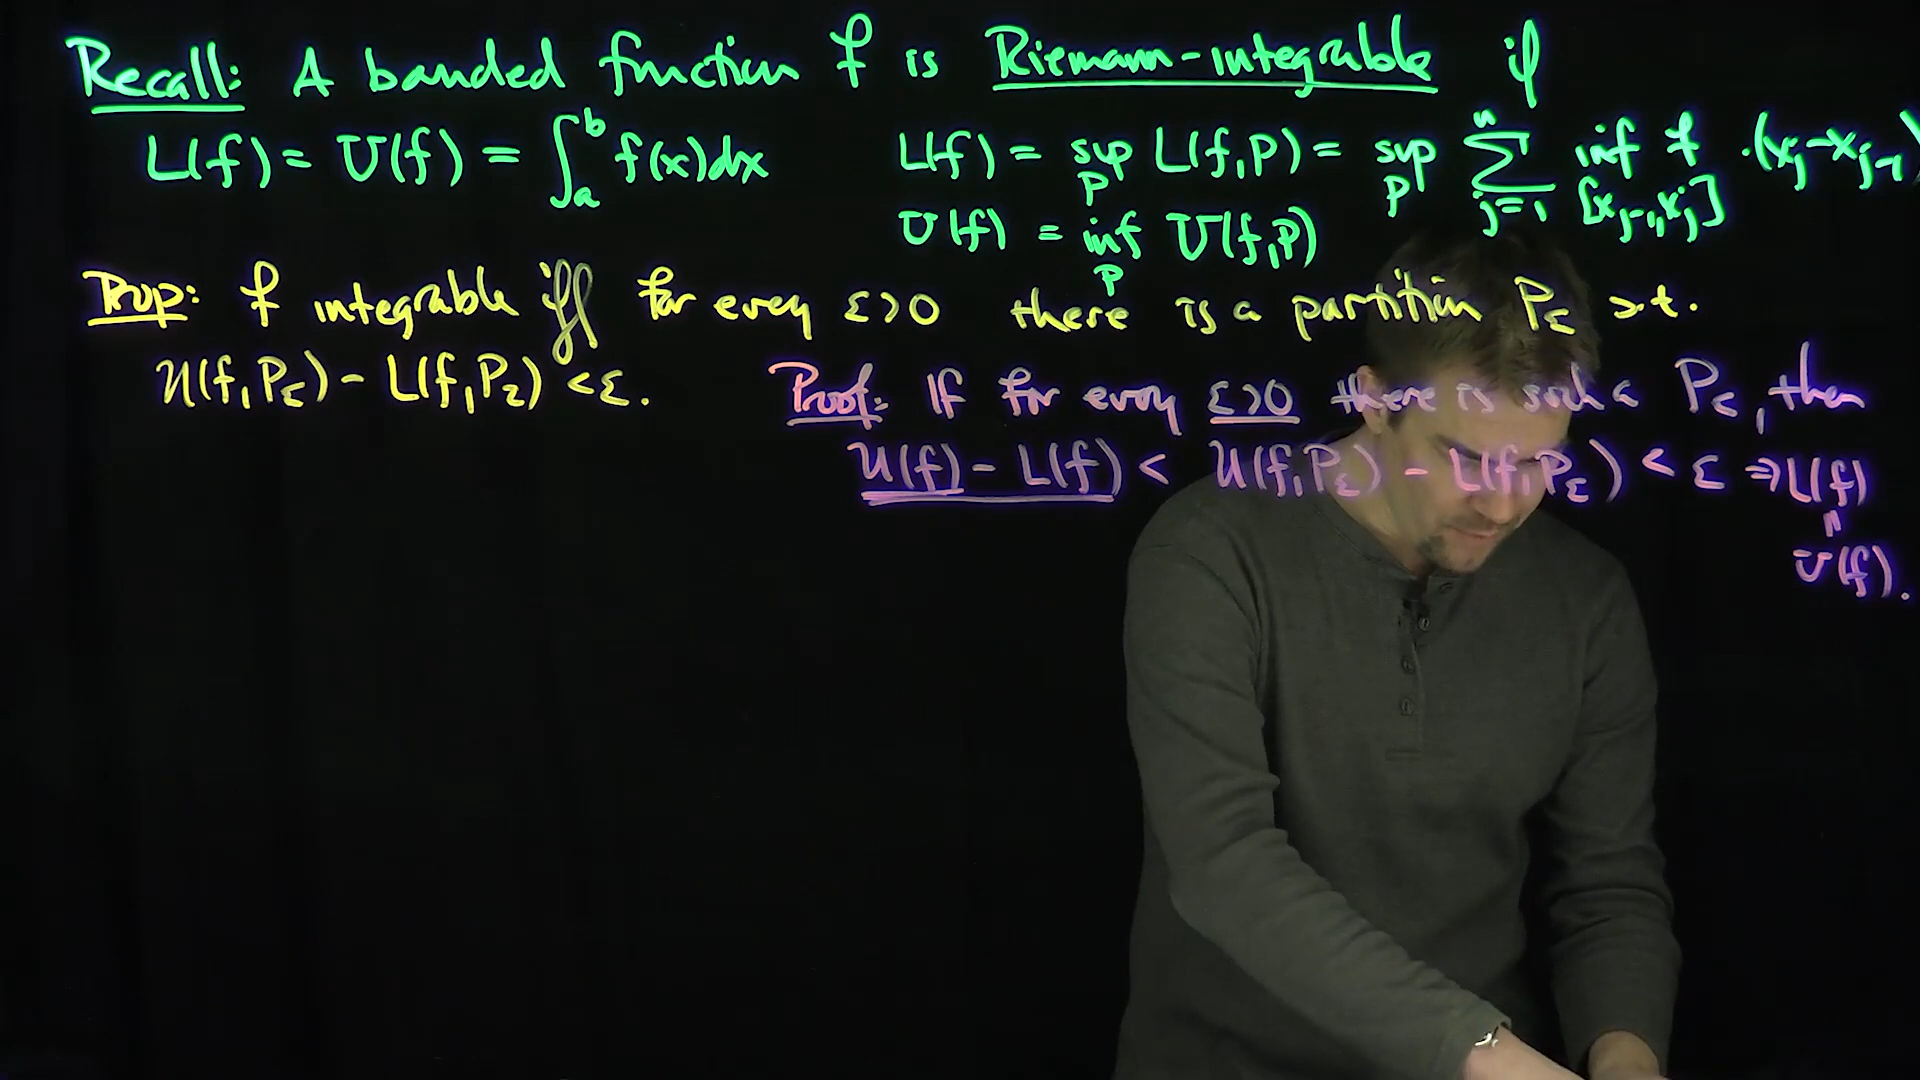 Recall: A bounded function f is Riemann-integrable if
L(f) = U(f) = ∫_a^b f(x)dx
L(f) = sup_P L(f,P) = sup_P ∑_{j=1}^n inf_{[x_{j-1},x_j]} f · (x_j - x_{j-1})
U(f) = inf_P U(f,P)
Prop: f integrable iff for every ε>0 there is a partition P_ε s.t.
U(f,P_ε) - L(f,P_ε) < ε.
Proof: If for every ε>0 there is such a P_ε, then
U(f) - L(f) < U(f,P_ε) - L(f,P_ε) < ε ⇒ L(f)
=
U(f).